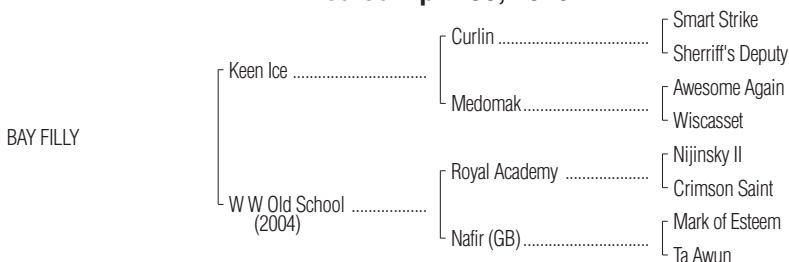 Curlin ....................................
Smart Strike
Sherriff's Deputy
Keen Ice ................................
Medomak..............................
Awesome Again
Wiscasset
BAY FILLY
Royal Academy ....................
Nijinsky II
Crimson Saint
W W Old School ..................
(2004)
Nafir (GB)..............................
Mark of Esteem
Ta Awun